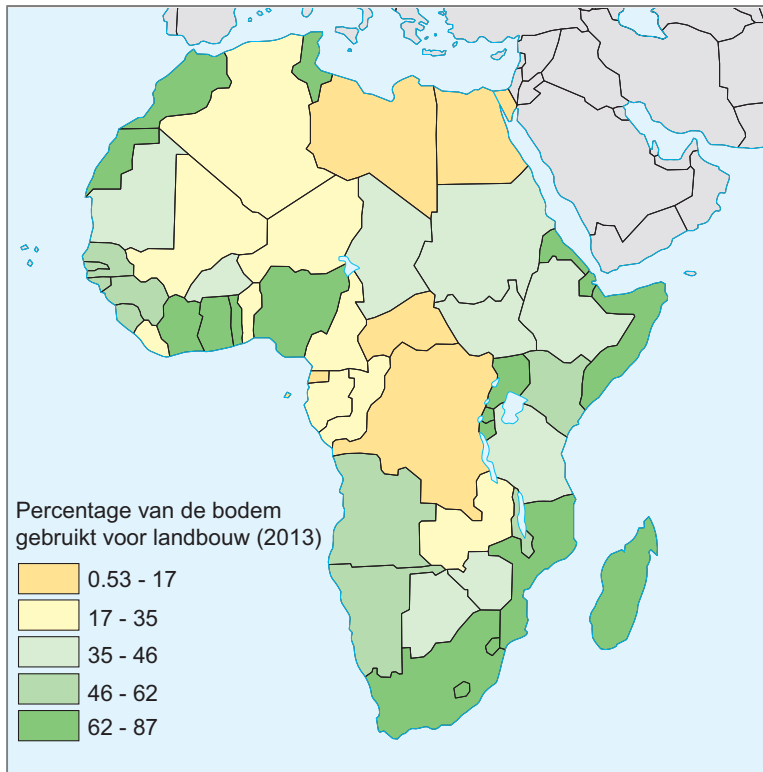 Percentage van de bodem
gebruikt voor landbouw (2013)
0.53 - 17
17 - 35
35 - 46
46 - 62
62 - 87